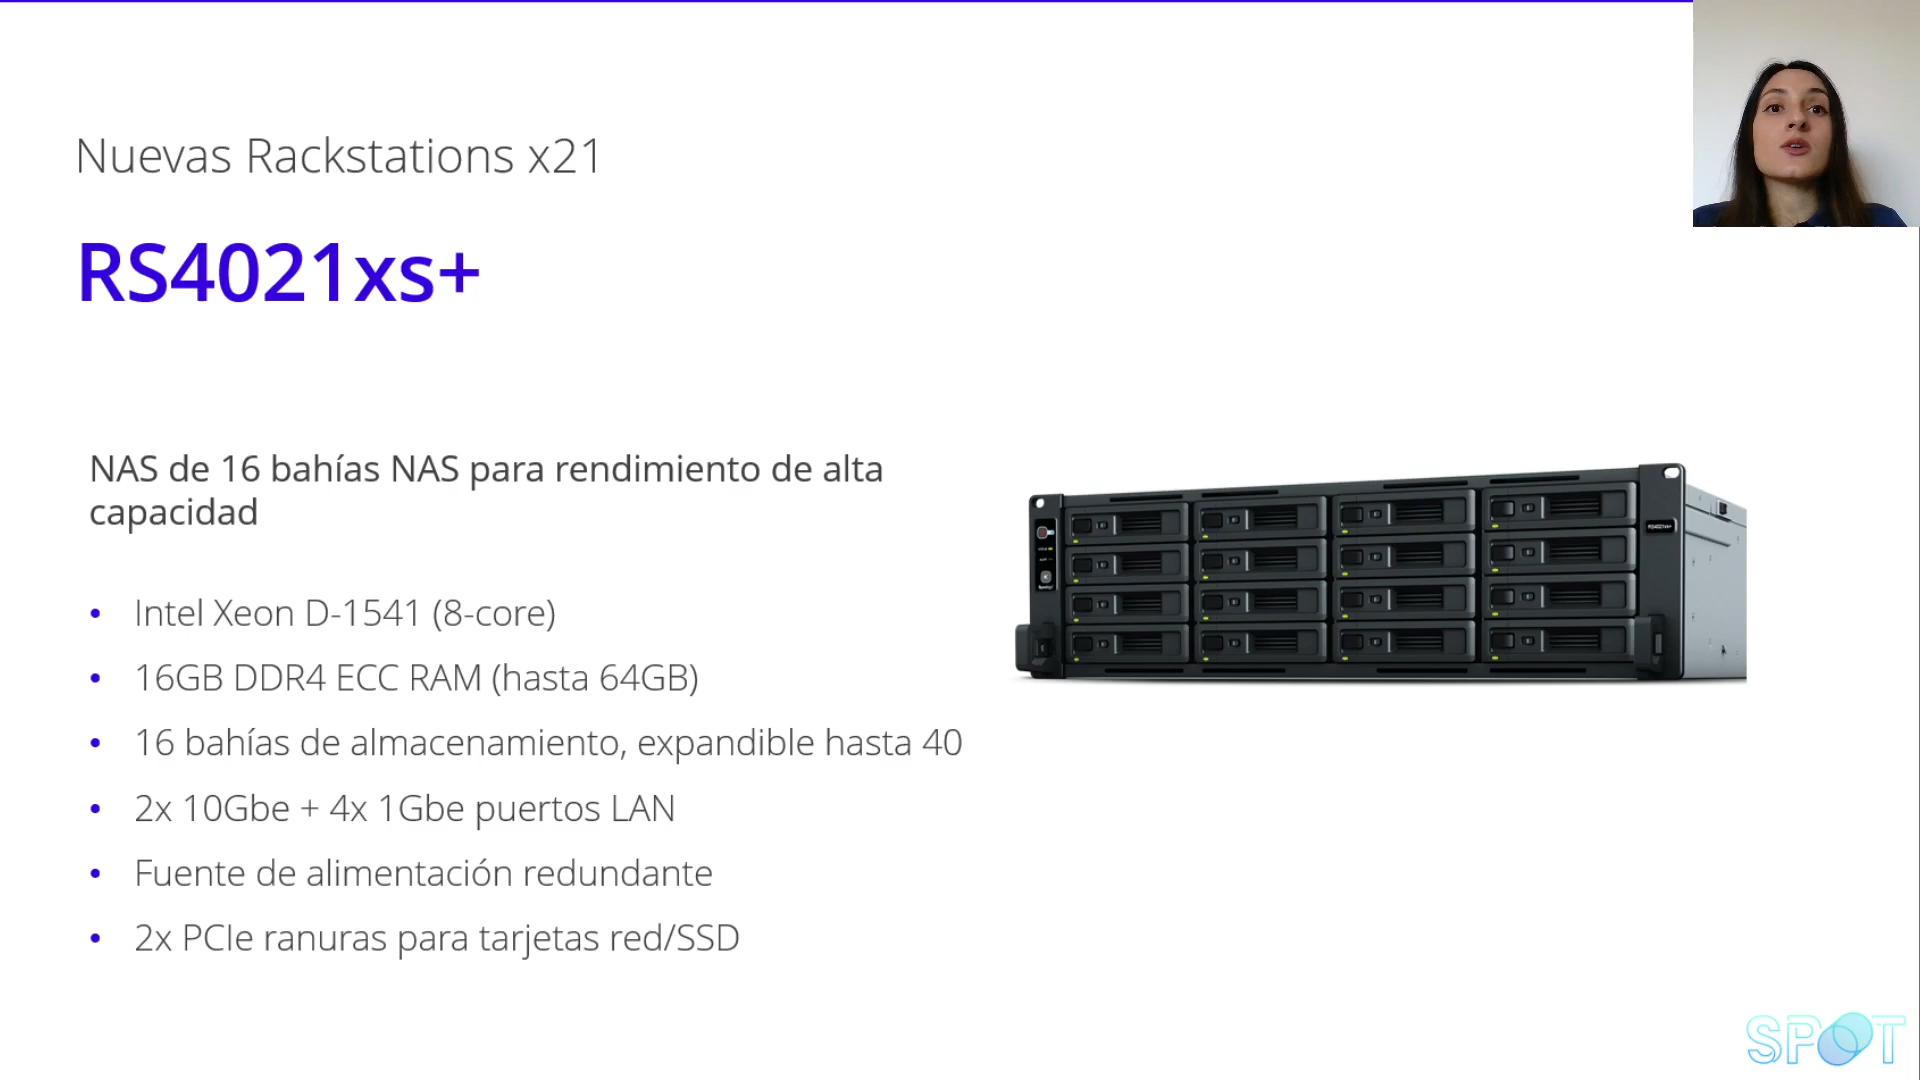 Nuevas Rackstations x21
RS4021xs+
NAS de 16 bahías NAS para rendimiento de alta
capacidad
• Intel Xeon D-1541 (8-core)
• 16GB DDR4 ECC RAM (hasta 64GB)
• 16 bahías de almacenamiento, expandible hasta 40
• 2x 10Gbe + 4x 1Gbe puertos LAN
• Fuente de alimentación redundante
• 2x PCIe ranuras para tarjetas red/SSD
RS4021xs+
SPOT